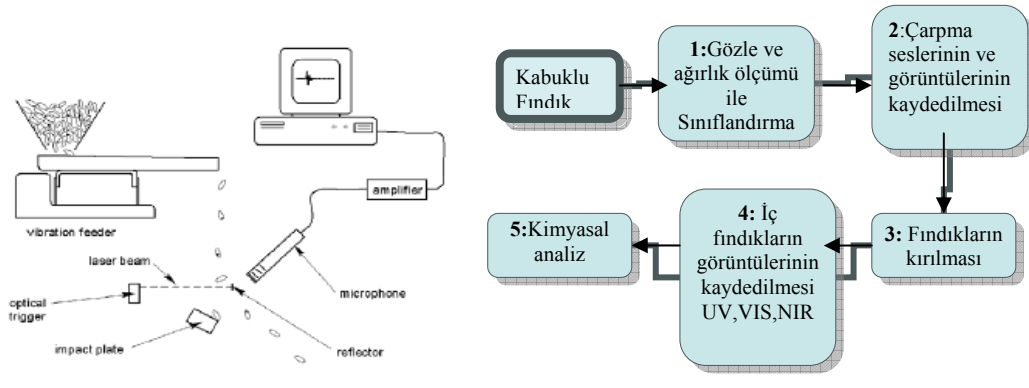 vibration feeder
amplifier
laser beam
microphone
optical
trigger
impact plate
reflector
Kabuklu
Fındık
1:Gözle ve
ağırlık ölçümü
ile
Sınıflandırma
2:Çarpma
seslerinin ve
görüntülerinin
kaydedilmesi
3: Fındıkların
kırılması
4: İç
fındıkların
görüntülerinin
kaydedilmesi
UV,VIS,NIR
5:Kimyasal
analiz